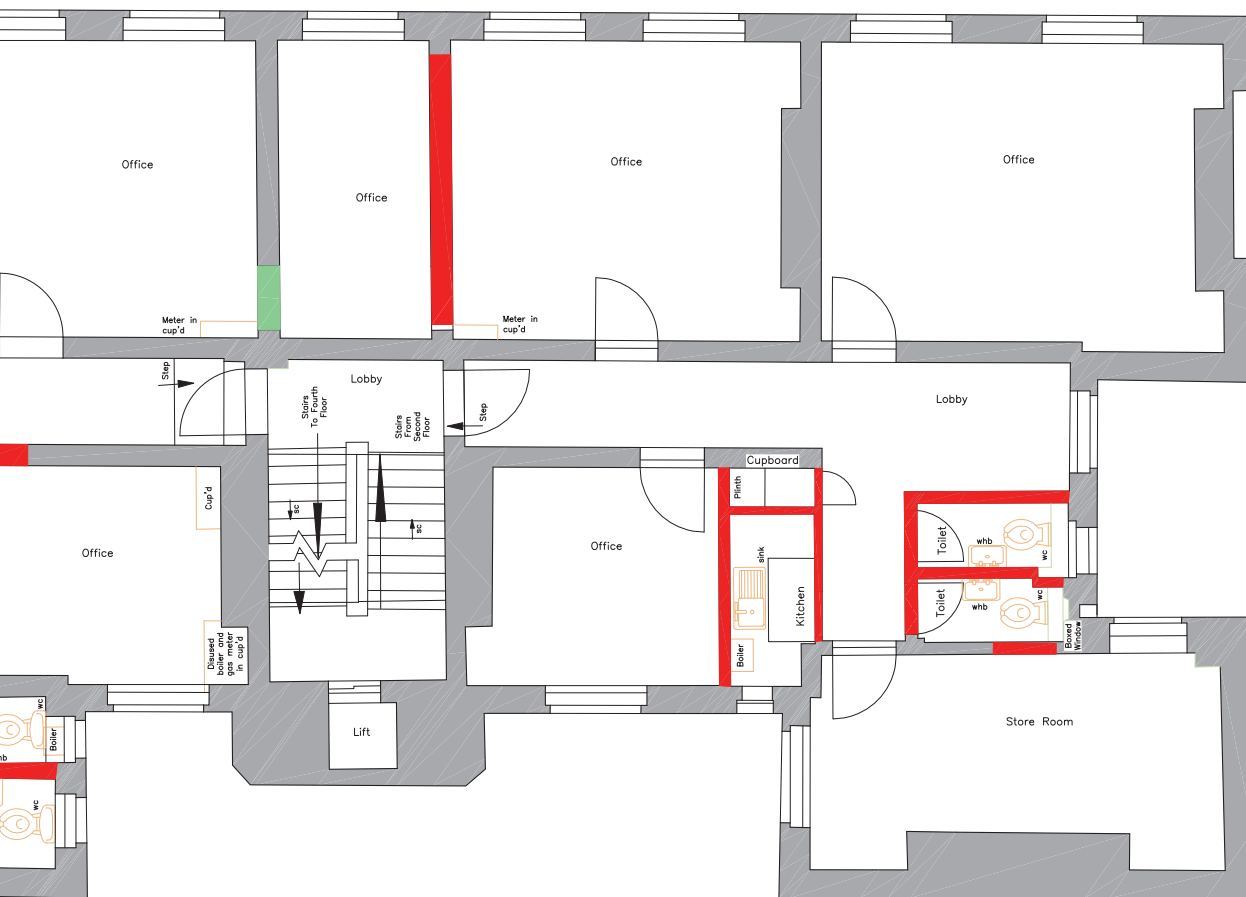 Office
Office
Office
Office
Meter in
cup'd
Meter in
cup'd
Step
Lobby
Stairs
To Fourth
Floor
Stairs
From
Second
Floor
Step
Lobby
Cupboard
Plinth
Cup'd
sc
sc
Office
Office
sink
Kitchen
Boiler
Toilet
whb
wc
Toilet
whb
wc
Boxed
Window
Disused
boiler and
gas meter
in cup'd
wc
Boiler
hb
wc
Lift
Store Room